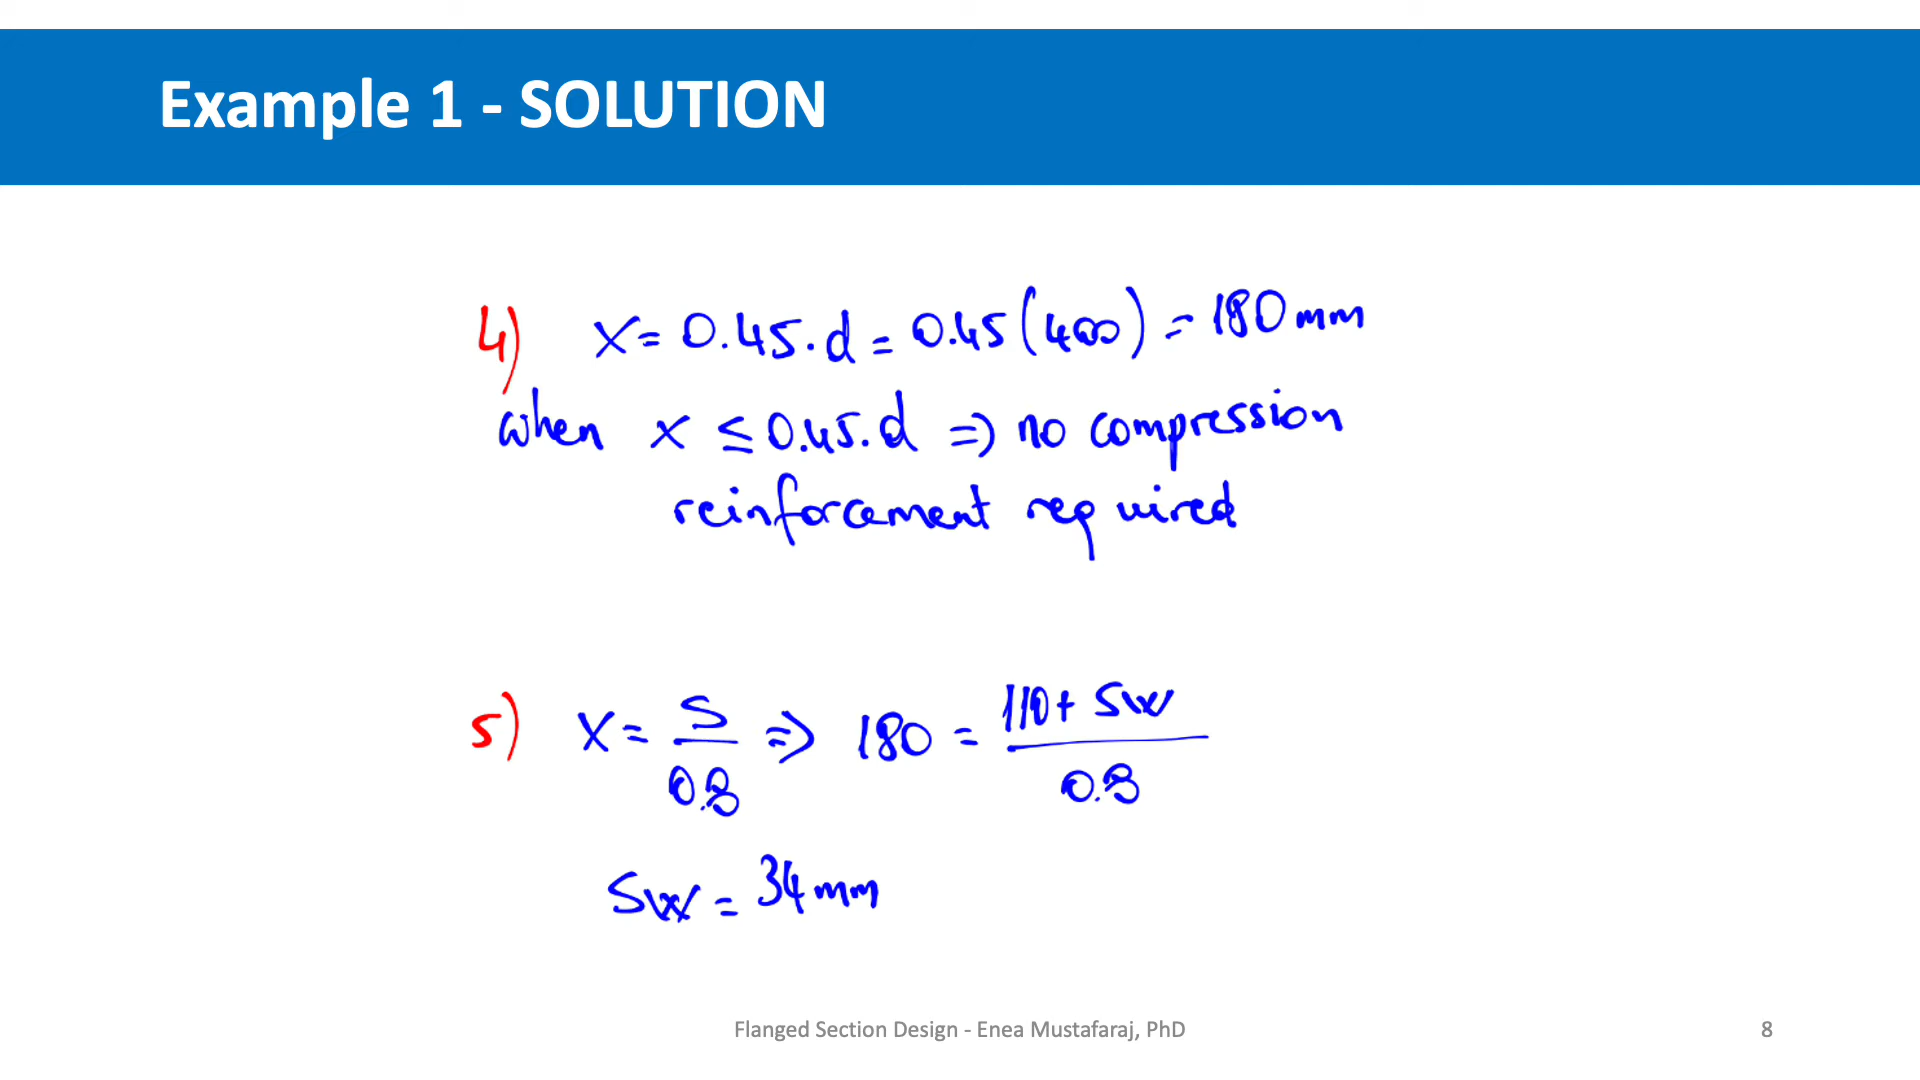 Example 1 - SOLUTION
4) x = 0.45.d = 0.45 (400) = 180 mm
when x ≤ 0.45.d ⇒ no compression
reinforcement required
5) x = S/0.8 ⇒ 180 = (110 + Sw)/0.8
Sw = 34 mm
Flanged Section Design - Enea Mustafaraj, PhD
8